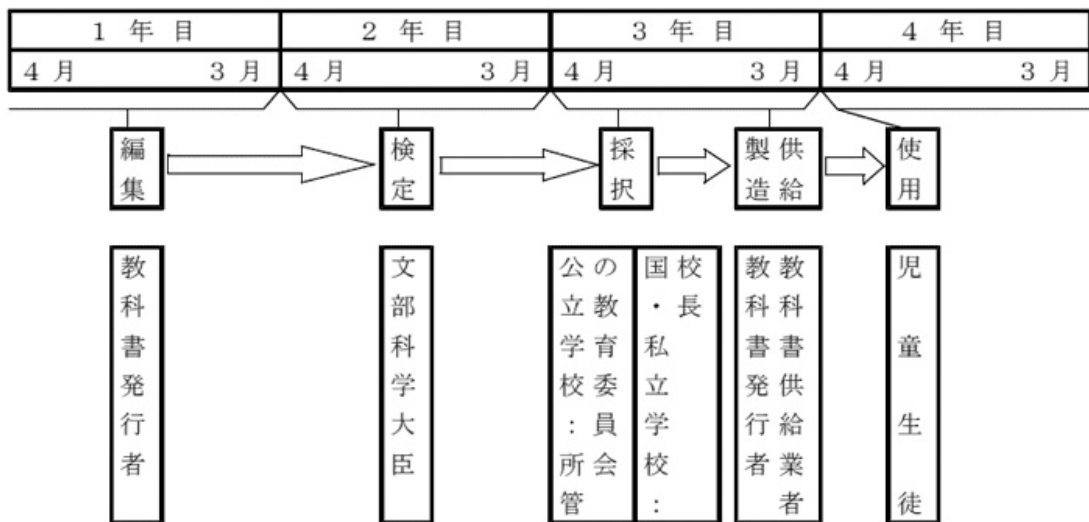 1年目
2年目
3年目
4年目
4月 3月
4月 3月
4月 3月
4月 3月
編集
検定
採択
製造
供給
使用
教科書発行者
文部科学大臣
公立学校:所管
の教育委員会
国・私立学校:
校長
教科書発行者
教科書供給業者
児童生徒